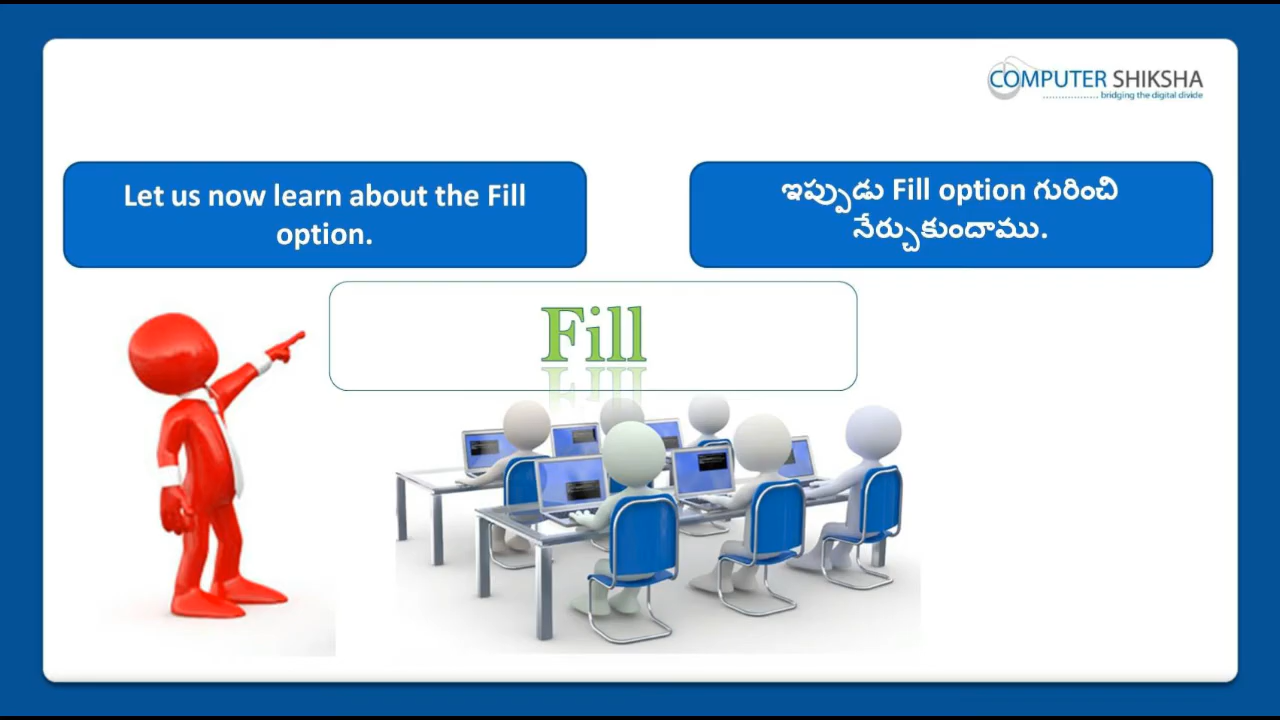 COMPUTER SHIKSHA
bridging the digital divide
Let us now learn about the Fill
option.
ఇప్పుడు Fill option గురించి
నేర్చుకుందాము.
Fill